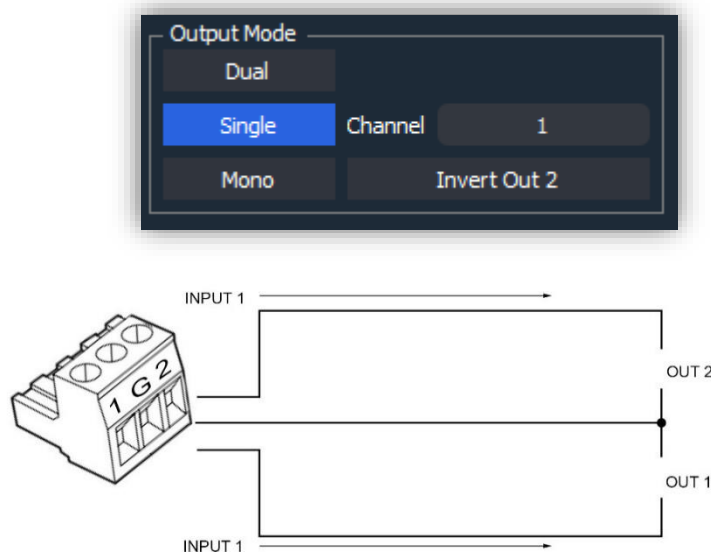 Output Mode
Dual
Single Channel 1
Mono Invert Out 2
INPUT 1
1 G 2
OUT 2
OUT 1
INPUT 1